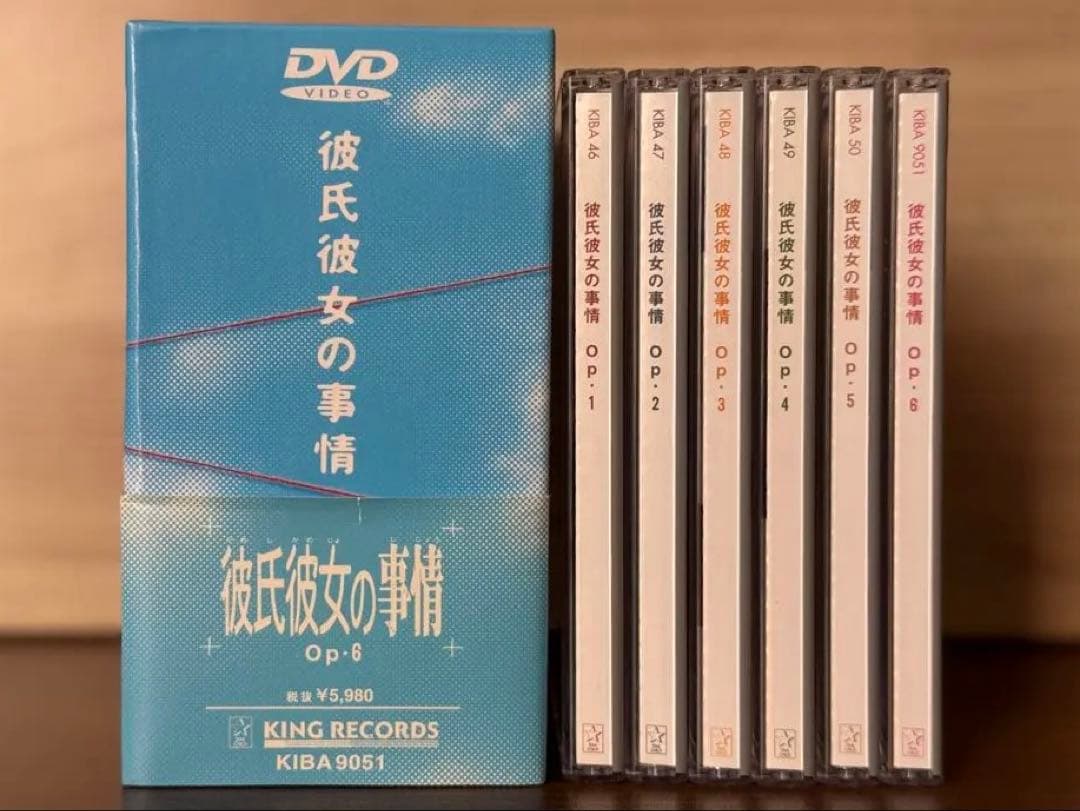 DVD
VIDEO
彼氏彼女の事情
彼氏彼女の事情
Op・6
税抜 ¥5,980
KING RECORDS
KIBA 9051
KIBA 46 彼氏彼女の事情 Op・1
KIBA 47 彼氏彼女の事情 Op・2
KIBA 48 彼氏彼女の事情 Op・3
KIBA 49 彼氏彼女の事情 Op・4
KIBA 50 彼氏彼女の事情 Op・5
KIBA 9051 彼氏彼女の事情 Op・6